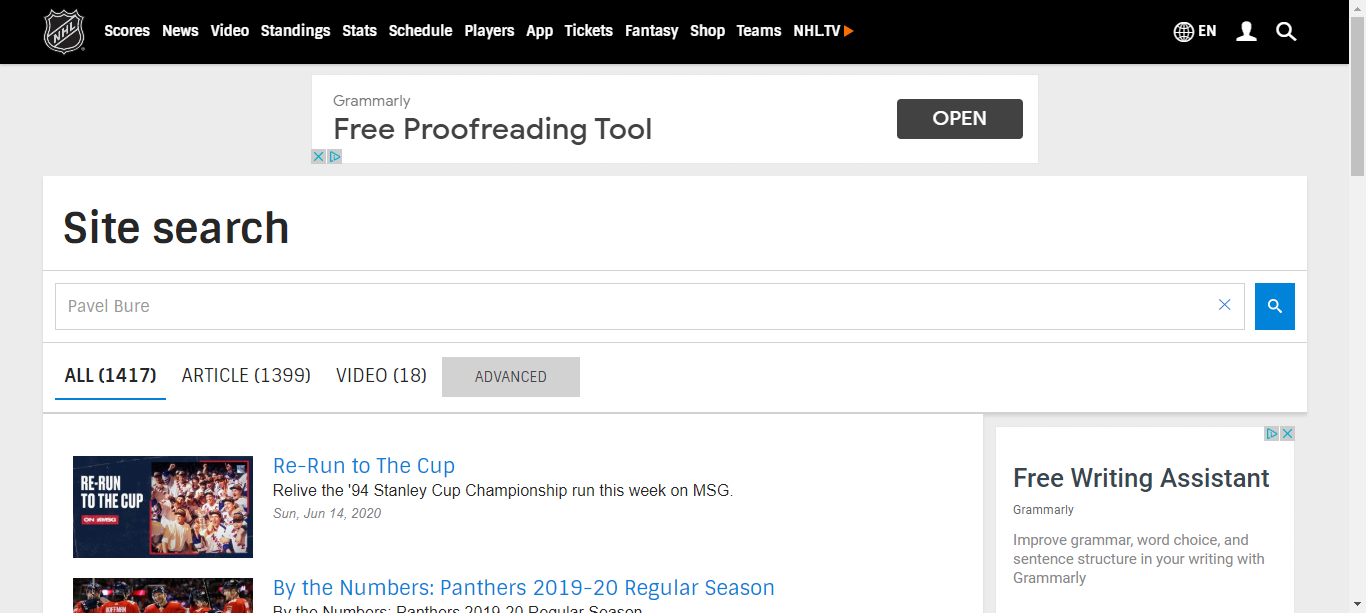 NHL
Scores News Video Standings Stats Schedule Players App Tickets Fantasy Shop Teams NHL.TV EN
Grammarly
Free Proofreading Tool
OPEN
Site search
Pavel Bure
ALL (1417) ARTICLE (1399) VIDEO (18) ADVANCED
RE-RUN
TO THE CUP
ON MSG
Re-Run to The Cup
Relive the '94 Stanley Cup Championship run this week on MSG.
Sun, Jun 14, 2020
Free Writing Assistant
Grammarly
Improve grammar, word choice, and
sentence structure in your writing with
Grammarly
HOFFMAN
By the Numbers: Panthers 2019-20 Regular Season
By the Numbers: Panthers 2019-20 Regular Season